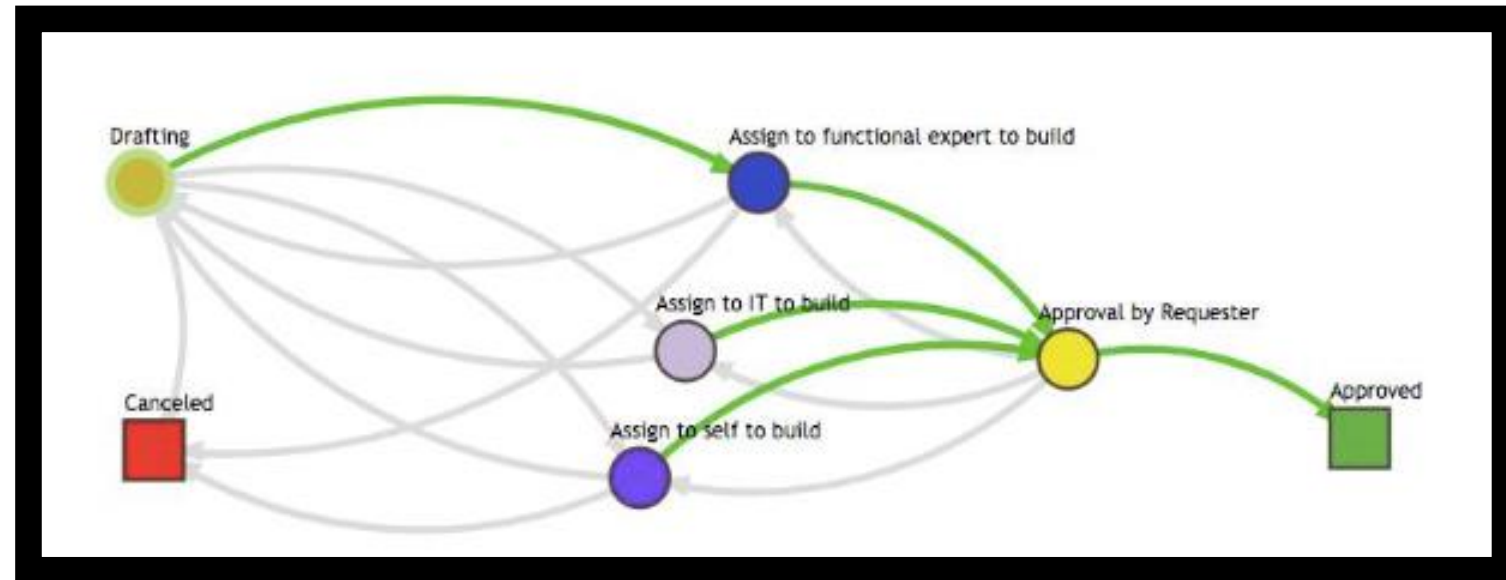 Drafting
Assign to functional expert to build
Assign to IT to build
Approval by Requester
Canceled
Approved
Assign to self to build